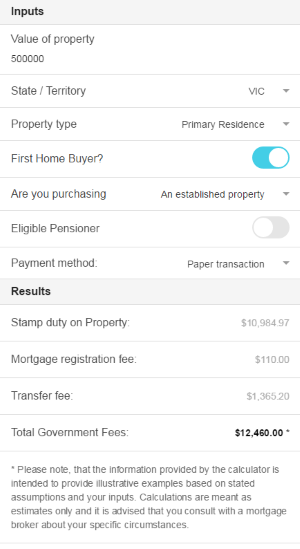 Inputs
Value of property
500000
State / Territory VIC
Property type Primary Residence
First Home Buyer?
Are you purchasing An established property
Eligible Pensioner
Payment method: Paper transaction
Results
Stamp duty on Property: $10,984.97
Mortgage registration fee: $110.00
Transfer fee: $1,365.20
Total Government Fees: $12,460.00 *
* Please note, that the information provided by the calculator is
intended to provide illustrative examples based on stated
assumptions and your inputs. Calculations are meant as
estimates only and it is advised that you consult with a mortgage
broker about your specific circumstances.